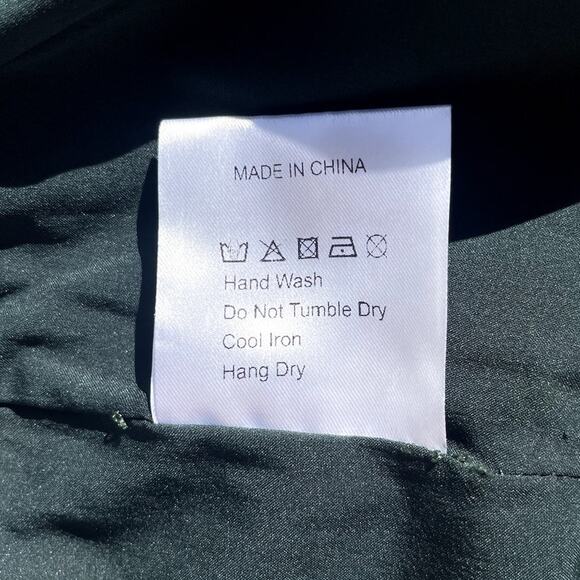 MADE IN CHINA
Hand Wash
Do Not Tumble Dry
Cool Iron
Hang Dry